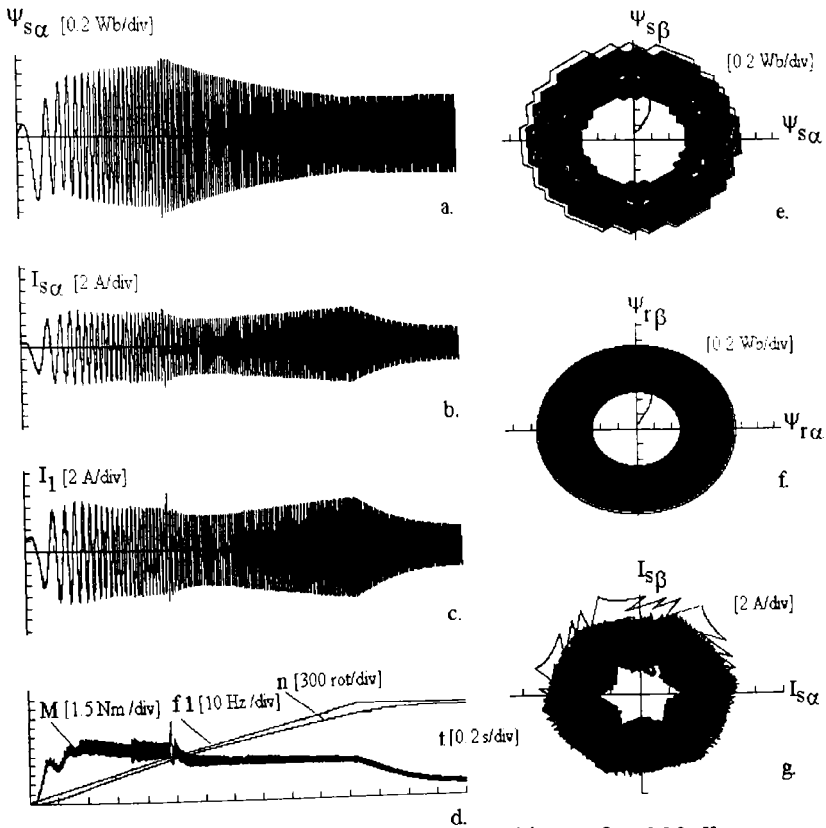 Ψsα [0.2 Wb/div]
a.
Isα [2 A/div]
b.
I1 [2 A/div]
c.
M [1.5 Nm/div]
f1 [10 Hz/div]
n [300 rot/div]
t [0.2 s/div]
d.
Ψsβ
[0.2 Wb/div]
Ψsα
e.
Ψrβ
[0.2 Wb/div]
Ψrα
f.
Isβ
[2 A/div]
Isα
g.